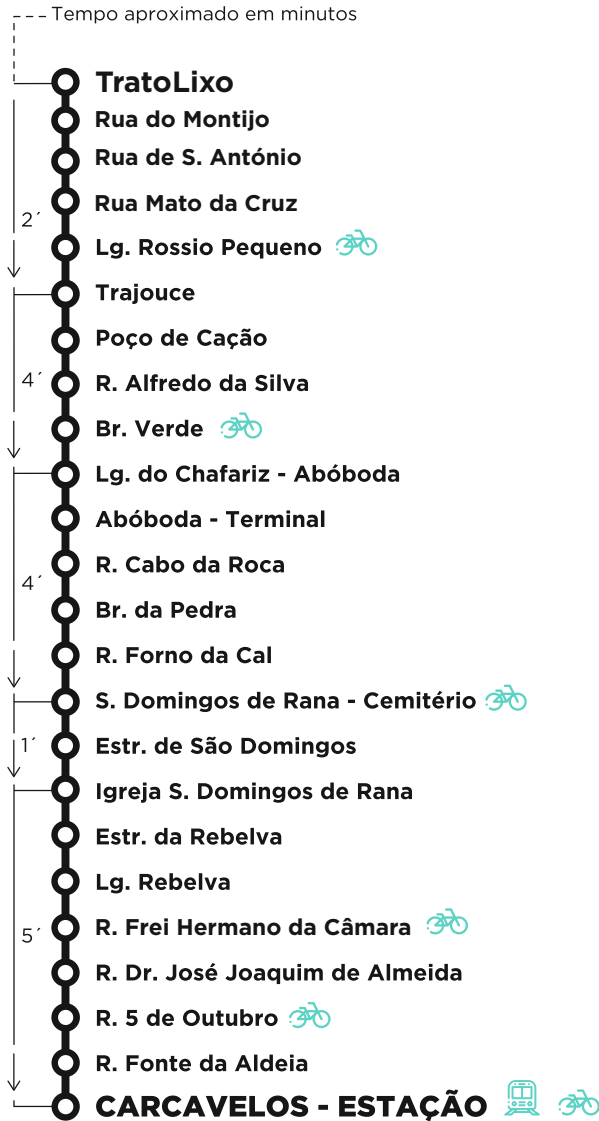 Tempo aproximado em minutos
TratoLixo
Rua do Montijo
Rua de S. António
Rua Mato da Cruz
2´
Lg. Rossio Pequeno
Trajouce
Poço de Cação
4´
R. Alfredo da Silva
Br. Verde
Lg. do Chafariz - Abóboda
Abóboda - Terminal
R. Cabo da Roca
4´
Br. da Pedra
R. Forno da Cal
S. Domingos de Rana - Cemitério
1´
Estr. de São Domingos
Igreja S. Domingos de Rana
Estr. da Rebelva
Lg. Rebelva
R. Frei Hermano da Câmara
5´
R. Dr. José Joaquim de Almeida
R. 5 de Outubro
R. Fonte da Aldeia
CARCAVELOS - ESTAÇÃO